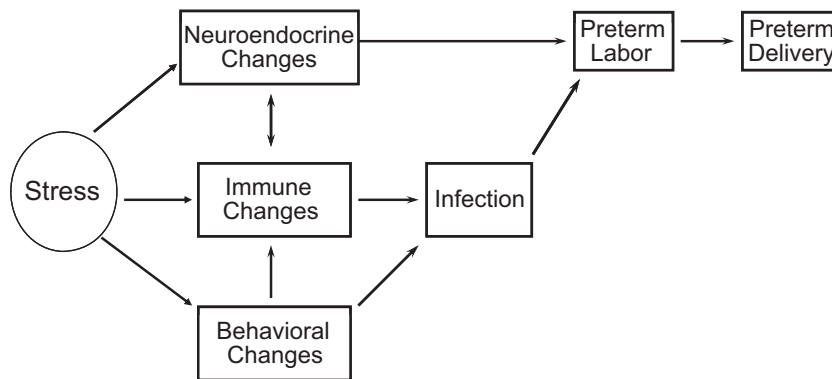 Neuroendocrine
Changes
Preterm
Labor
Preterm
Delivery
Stress
Immune
Changes
Infection
Behavioral
Changes